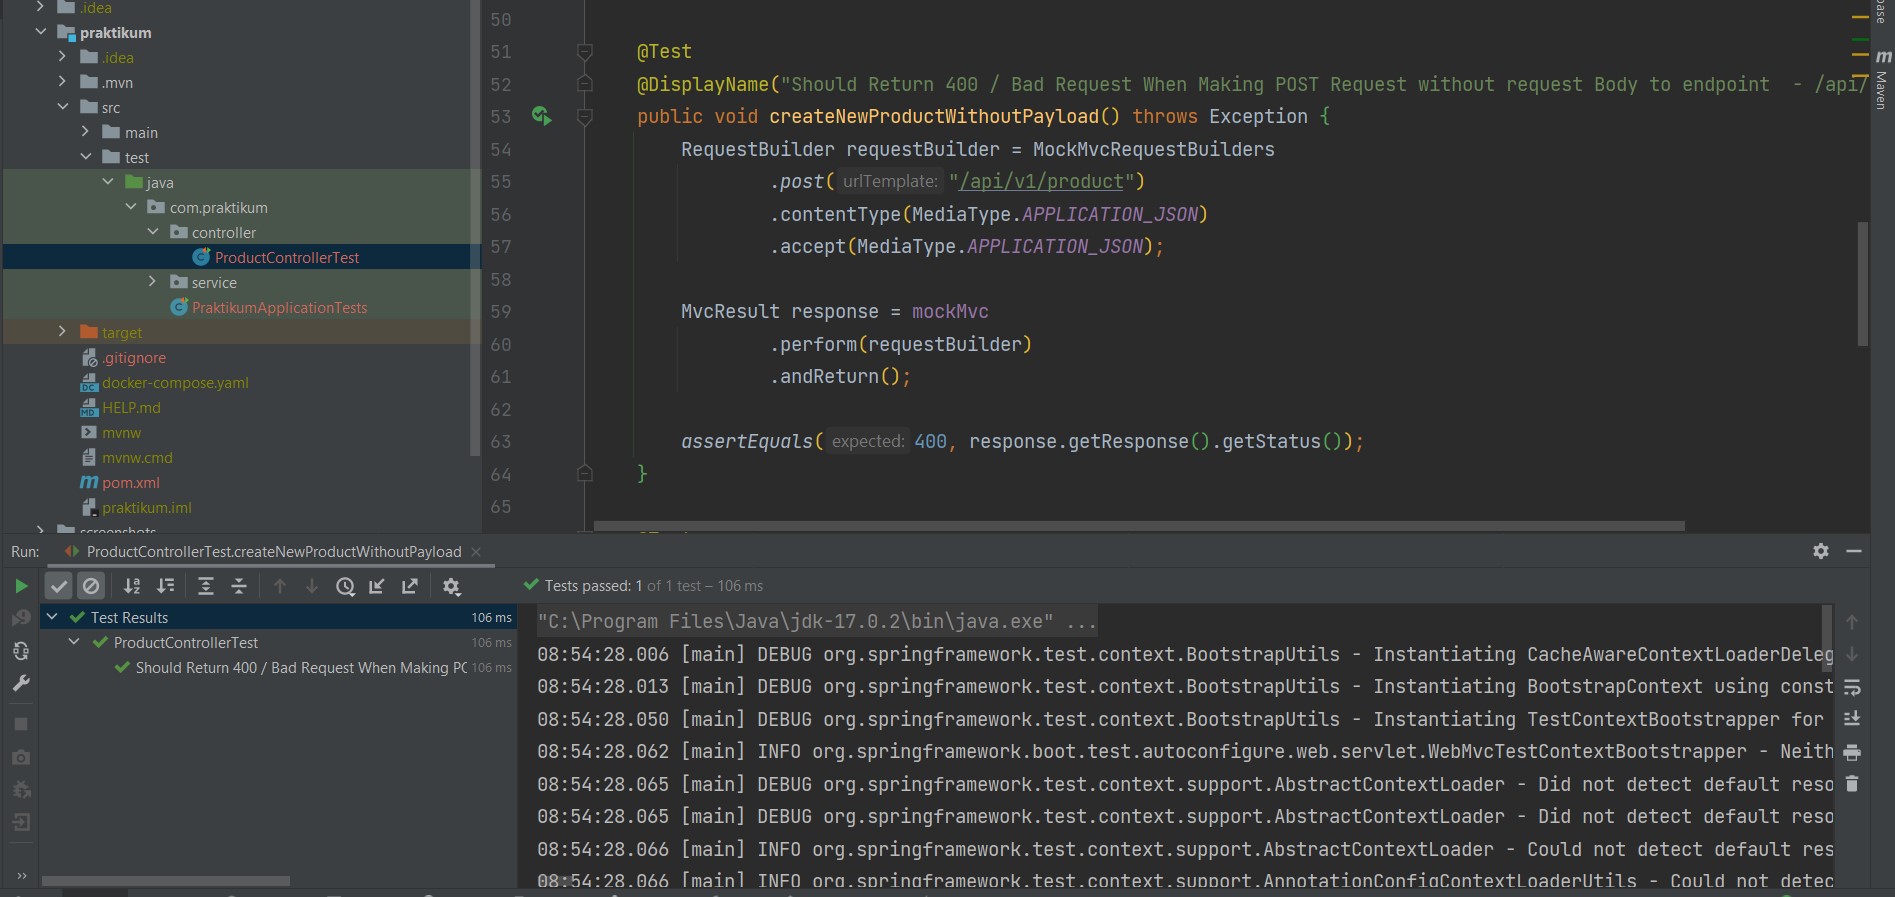 .idea
praktikum
.idea
.mvn
src
main
test
java
com.praktikum
controller
ProductControllerTest
service
PraktikumApplicationTests
target
.gitignore
docker-compose.yaml
HELP.md
mvnw
mvnw.cmd
pom.xml
praktikum.iml
screenshots
50
51 @Test
52 @DisplayName("Should Return 400 / Bad Request When Making POST Request without request Body to endpoint  - /api/
53 public void createNewProductWithoutPayload() throws Exception {
54 RequestBuilder requestBuilder = MockMvcRequestBuilders
55 .post( urlTemplate: "/api/v1/product")
56 .contentType(MediaType.APPLICATION_JSON)
57 .accept(MediaType.APPLICATION_JSON);
58
59 MvcResult response = mockMvc
60 .perform(requestBuilder)
61 .andReturn();
62
63 assertEquals( expected: 400, response.getResponse().getStatus());
64 }
65
base
Maven
Run: ProductControllerTest.createNewProductWithoutPayload
Tests passed: 1 of 1 test – 106 ms
Test Results 106 ms
ProductControllerTest 106 ms
Should Return 400 / Bad Request When Making PO 106 ms
"C:\Program Files\Java\jdk-17.0.2\bin\java.exe" ...
08:54:28.006 [main] DEBUG org.springframework.test.context.BootstrapUtils - Instantiating CacheAwareContextLoaderDeleg
08:54:28.013 [main] DEBUG org.springframework.test.context.BootstrapUtils - Instantiating BootstrapContext using const
08:54:28.050 [main] DEBUG org.springframework.test.context.BootstrapUtils - Instantiating TestContextBootstrapper for
08:54:28.062 [main] INFO org.springframework.boot.test.autoconfigure.web.servlet.WebMvcTestContextBootstrapper - Neith
08:54:28.065 [main] DEBUG org.springframework.test.context.support.AbstractContextLoader - Did not detect default reso
08:54:28.065 [main] DEBUG org.springframework.test.context.support.AbstractContextLoader - Did not detect default reso
08:54:28.066 [main] INFO org.springframework.test.context.support.AbstractContextLoader - Could not detect default res
08:54:28.066 [main] INFO org.springframework.test.context.support.AnnotationConfigContextLoaderUtils - Could not detec